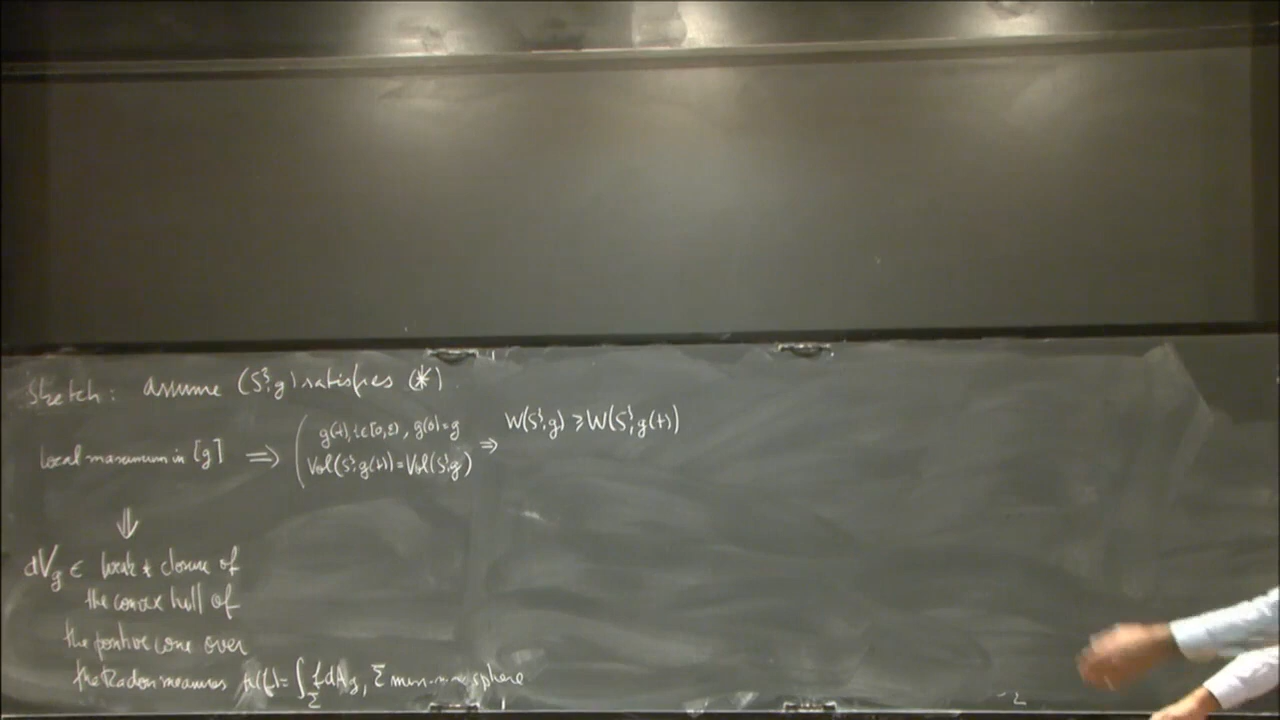 Sketch: assume (S³,g) satisfies (*)
local maximum in [g] ⟹ ( g(t), t∈[0,ε), g(0)=g
Vol(S³,g(t)) = Vol(S³,g) ) ⟹ W(S³,g) ≥ W(S³,g(t))
⇓
dV_g ∈ weak * closure of
the convex hull of
the positive cone over
the Radon measures μ(f) = ∫_Σ f dA_g, Σ min-max sphere